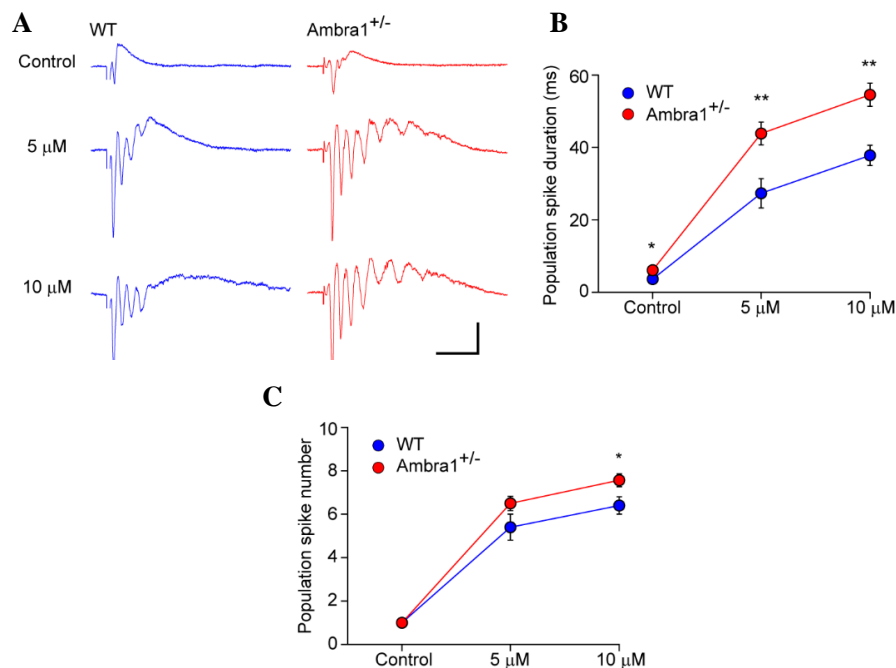 A
WT
Ambra1+/-
Control
5 µM
10 µM
B
Population spike duration (ms)
60
40
20
0
WT
Ambra1+/-
*
**
**
Control
5 µM
10 µM
C
Population spike number
10
8
6
4
2
0
WT
Ambra1+/-
*
Control
5 µM
10 µM